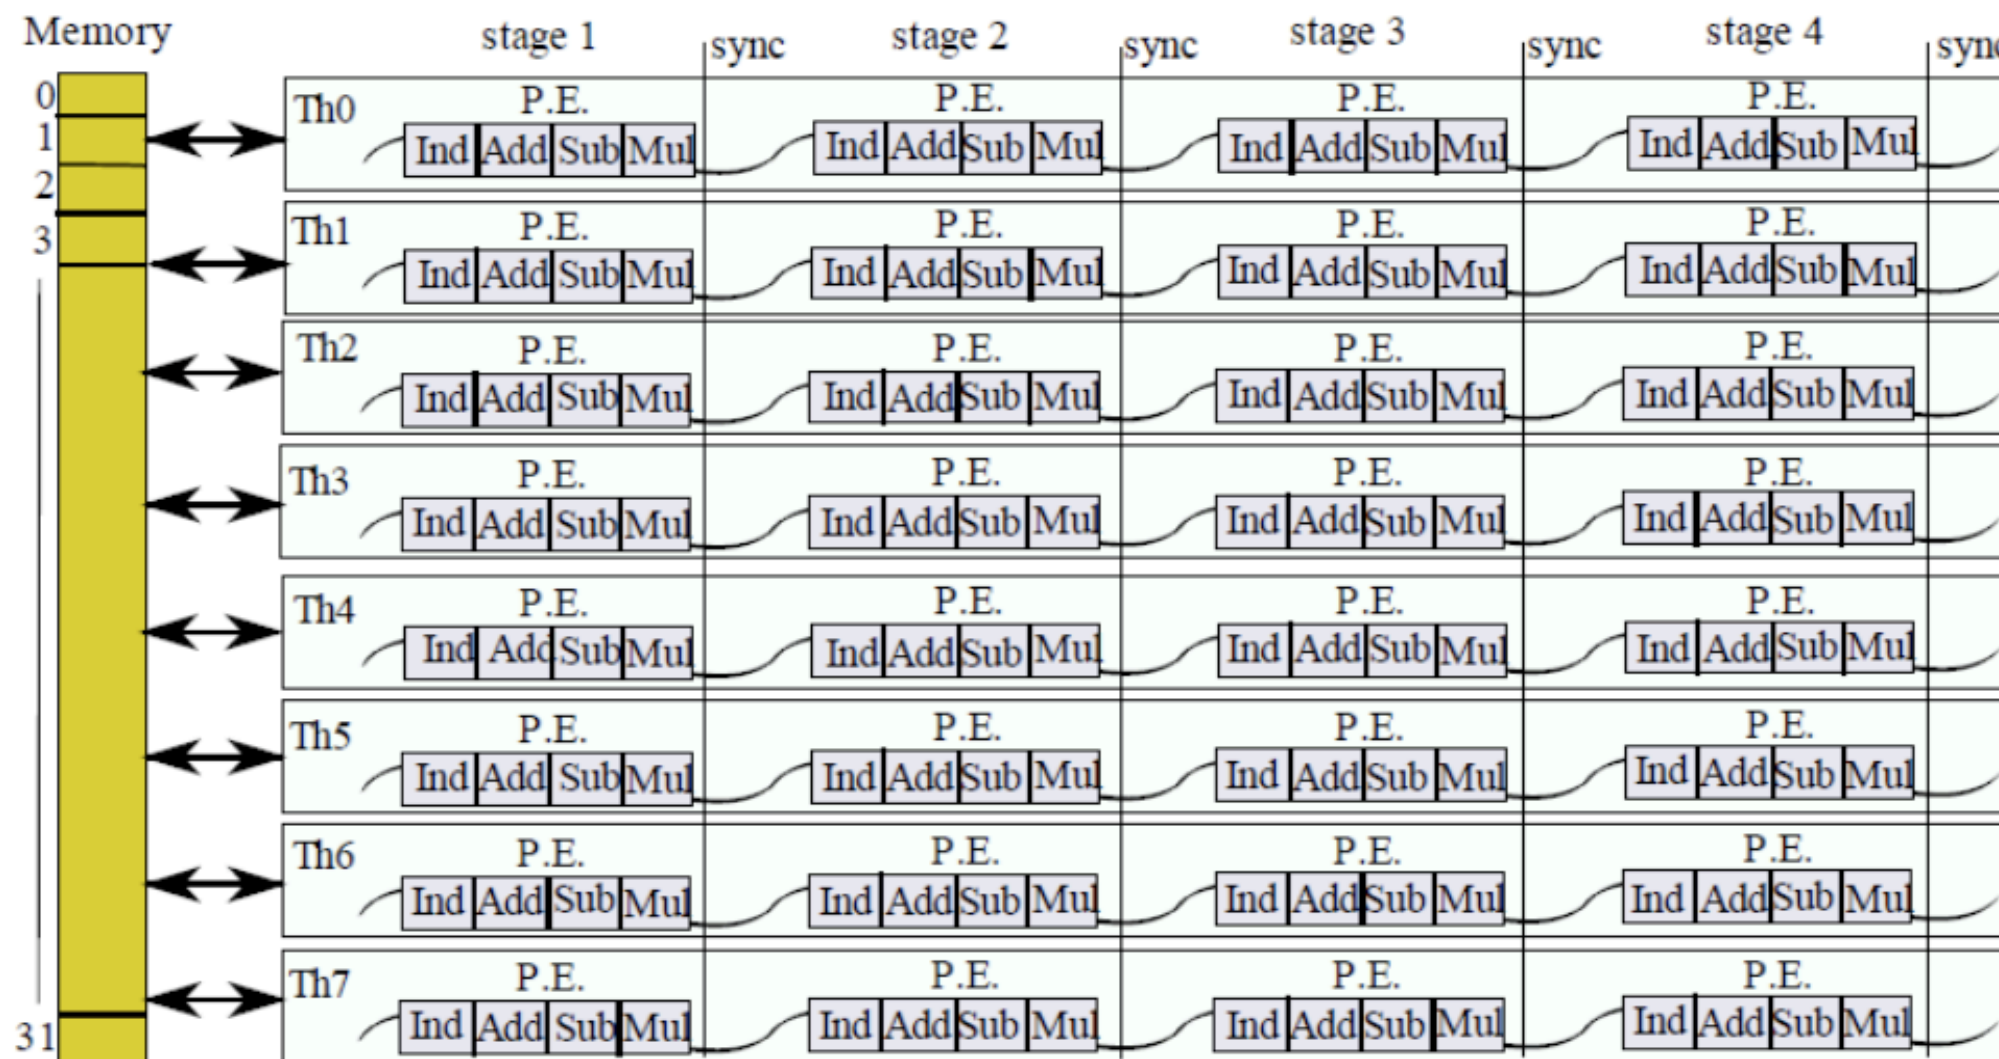 Memory stage 1 sync stage 2 sync stage 3 sync stage 4 sync
0
1
2
3
31
Th0 P.E. P.E. P.E. P.E.
Ind Add Sub Mul Ind Add Sub Mul Ind Add Sub Mul Ind Add Sub Mul
Th1 P.E. P.E. P.E. P.E.
Ind Add Sub Mul Ind Add Sub Mul Ind Add Sub Mul Ind Add Sub Mul
Th2 P.E. P.E. P.E. P.E.
Ind Add Sub Mul Ind Add Sub Mul Ind Add Sub Mul Ind Add Sub Mul
Th3 P.E. P.E. P.E. P.E.
Ind Add Sub Mul Ind Add Sub Mul Ind Add Sub Mul Ind Add Sub Mul
Th4 P.E. P.E. P.E. P.E.
Ind Add Sub Mul Ind Add Sub Mul Ind Add Sub Mul Ind Add Sub Mul
Th5 P.E. P.E. P.E. P.E.
Ind Add Sub Mul Ind Add Sub Mul Ind Add Sub Mul Ind Add Sub Mul
Th6 P.E. P.E. P.E. P.E.
Ind Add Sub Mul Ind Add Sub Mul Ind Add Sub Mul Ind Add Sub Mul
Th7 P.E. P.E. P.E. P.E.
Ind Add Sub Mul Ind Add Sub Mul Ind Add Sub Mul Ind Add Sub Mul